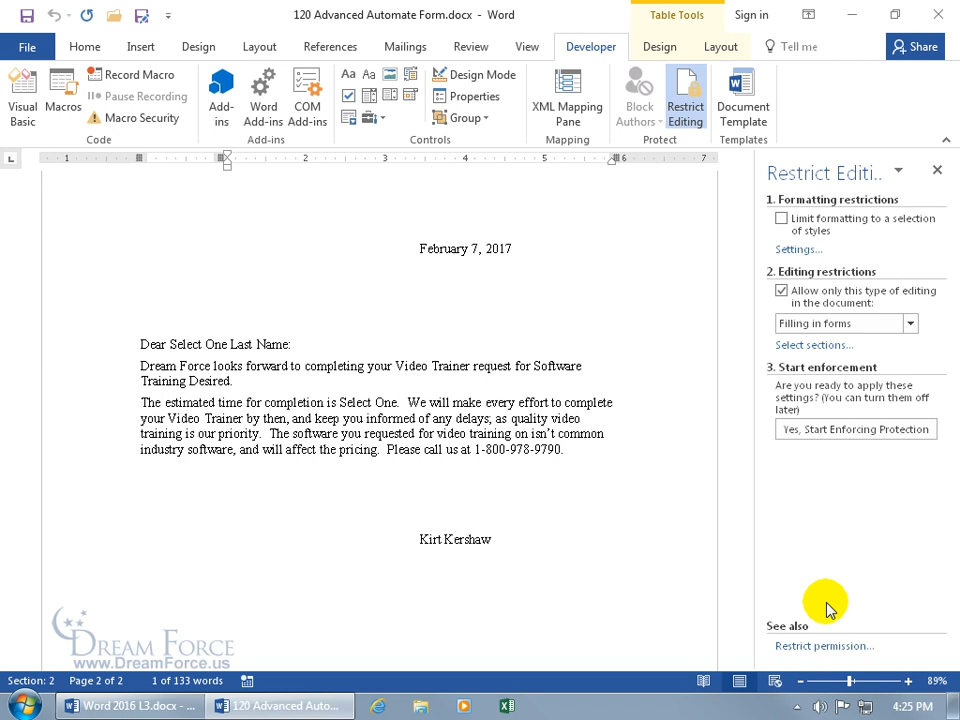 120 Advanced Automate Form.docx - Word
Table Tools
Sign in
File
Home
Insert
Design
Layout
References
Mailings
Review
View
Developer
Design
Layout
Tell me
Share
Visual Basic
Macros
Record Macro
Pause Recording
Macro Security
Code
Add-ins
Word Add-ins
COM Add-ins
Add-ins
Aa Aa
Design Mode
Properties
Group
Controls
XML Mapping Pane
Mapping
Block Authors
Restrict Editing
Protect
Document Template
Templates
1 2 3 4 5 6 7
February 7, 2017
Dear Select One Last Name:
Dream Force looks forward to completing your Video Trainer request for Software
Training Desired.
The estimated time for completion is Select One. We will make every effort to complete
your Video Trainer by then, and keep you informed of any delays; as quality video
training is our priority. The software you requested for video training on isn't common
industry software, and will affect the pricing. Please call us at 1-800-978-9790.
Kirt Kershaw
DREAM FORCE
www.DreamForce.us
Restrict Editi..
1. Formatting restrictions
Limit formatting to a selection
of styles
Settings...
2. Editing restrictions
Allow only this type of editing
in the document:
Filling in forms
Select sections...
3. Start enforcement
Are you ready to apply these
settings? (You can turn them off
later)
Yes, Start Enforcing Protection
See also
Restrict permission...
Section: 2 Page 2 of 2 1 of 133 words
89%
Word 2016 L3.docx - ...
120 Advanced Auto...
4:25 PM